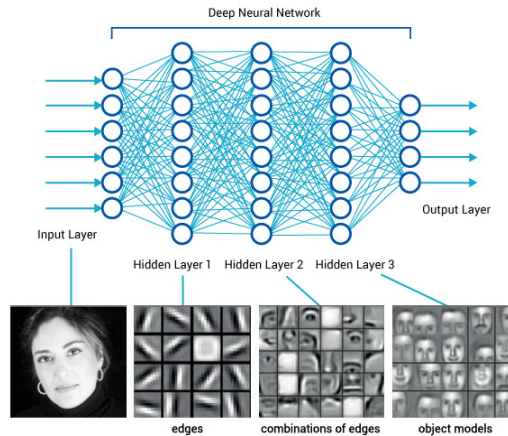 Deep Neural Network
Input Layer
Output Layer
Hidden Layer 1
Hidden Layer 2
Hidden Layer 3
edges
combinations of edges
object models